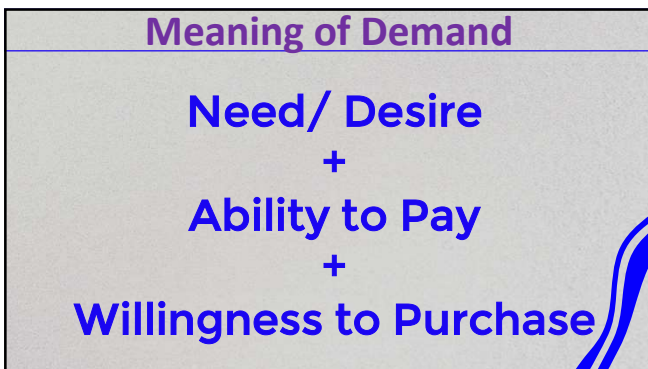 Meaning of Demand
Need/ Desire
+
Ability to Pay
+
Willingness to Purchase